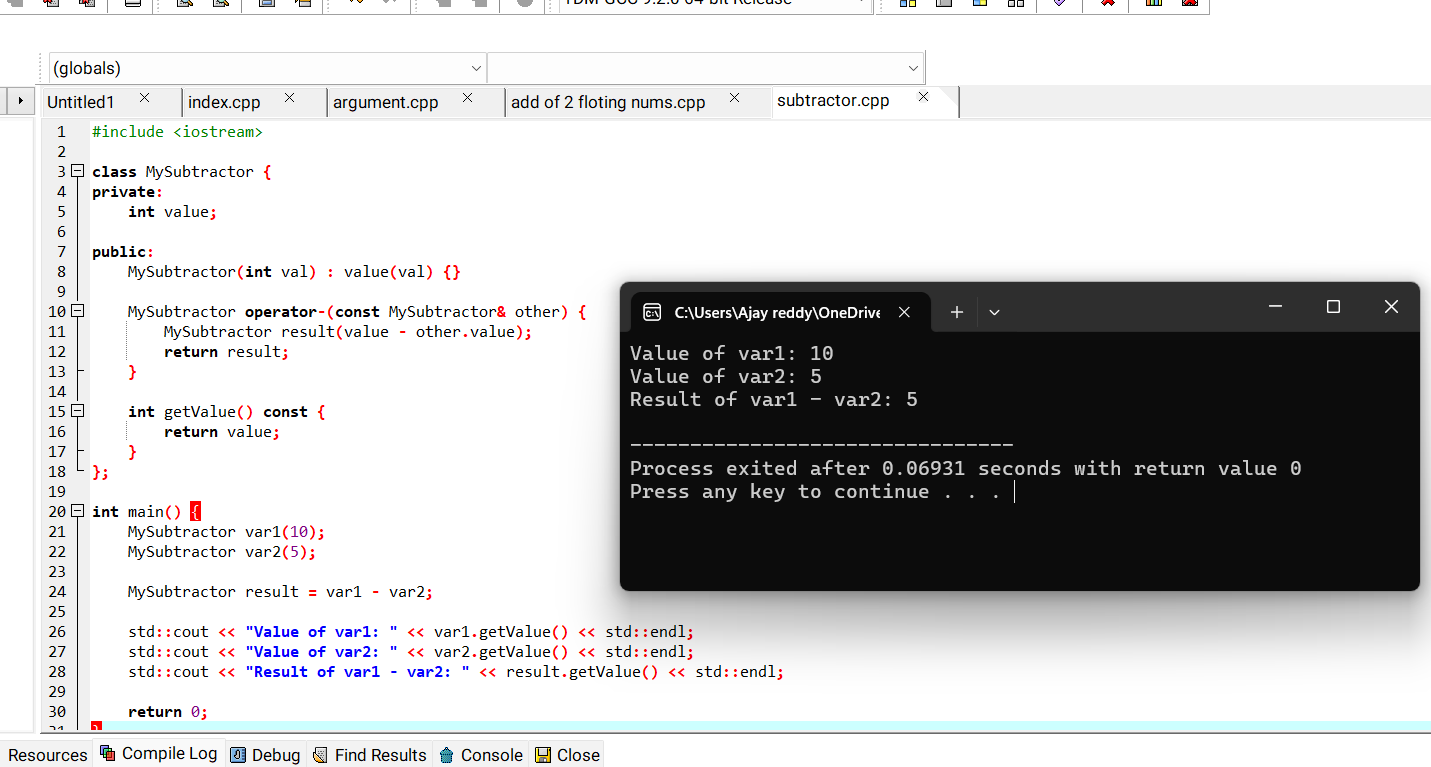 (globals)
Untitled1 index.cpp argument.cpp add of 2 floting nums.cpp subtractor.cpp
1 #include <iostream>
2
3 class MySubtractor {
4 private:
5 int value;
6
7 public:
8 MySubtractor(int val) : value(val) {}
9
10 MySubtractor operator-(const MySubtractor& other) {
11 MySubtractor result(value - other.value);
12 return result;
13 }
14
15 int getValue() const {
16 return value;
17 }
18 };
19
20 int main() {
21 MySubtractor var1(10);
22 MySubtractor var2(5);
23
24 MySubtractor result = var1 - var2;
25
26 std::cout << "Value of var1: " << var1.getValue() << std::endl;
27 std::cout << "Value of var2: " << var2.getValue() << std::endl;
28 std::cout << "Result of var1 - var2: " << result.getValue() << std::endl;
29
30 return 0;
31 }
C:\Users\Ajay reddy\OneDrive
Value of var1: 10
Value of var2: 5
Result of var1 - var2: 5
--------------------------------
Process exited after 0.06931 seconds with return value 0
Press any key to continue . . .
Resources Compile Log Debug Find Results Console Close